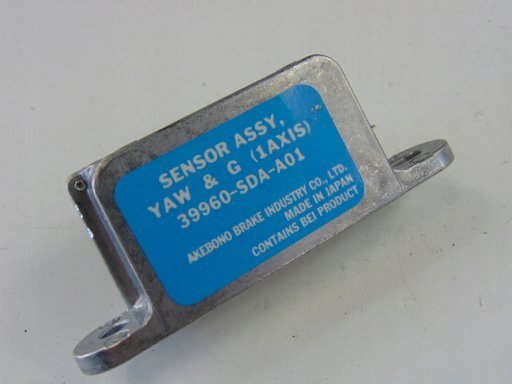 SENSOR ASSY,
YAW & G (1AXIS)
39960-SDA-A01
AKEBONO BRAKE INDUSTRY CO., LTD.
MADE IN JAPAN
CONTAINS BEI PRODUCT